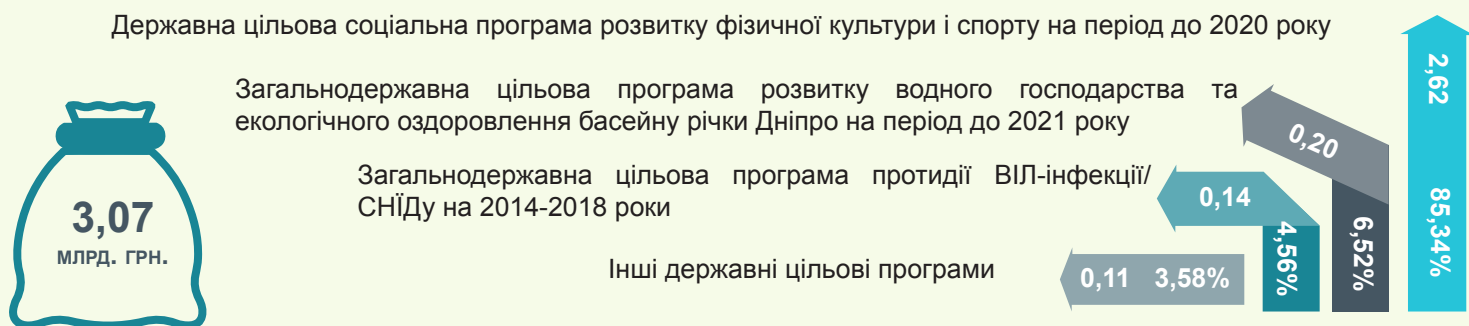 Державна цільова соціальна програма розвитку фізичної культури і спорту на період до 2020 року
2,62
85,34%
Загальнодержавна цільова програма розвитку водного господарства та
екологічного оздоровлення басейну річки Дніпро на період до 2021 року
0,20
6,52%
Загальнодержавна цільова програма протидії ВІЛ-інфекції/
СНЇДу на 2014-2018 роки
0,14
4,56%
3,07
МЛРД. ГРН.
Інші державні цільові програми
0,11 3,58%